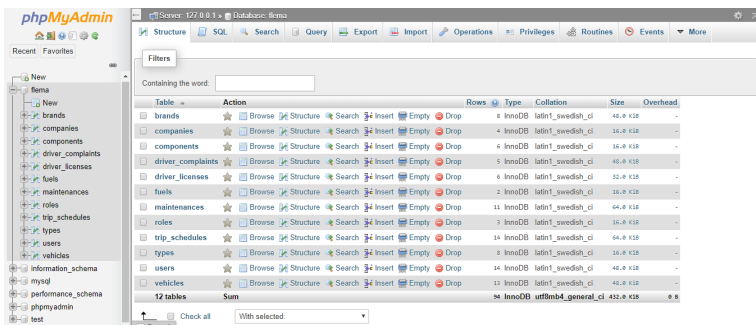 phpMyAdmin
Recent Favorites
New
flema
New
brands
companies
components
driver_complaints
driver_licenses
fuels
maintenances
roles
trip_schedules
types
users
vehicles
information_schema
mysql
performance_schema
phpmyadmin
test
Server: 127.0.0.1 » Database: flema
Structure SQL Search Query Export Import Operations Privileges Routines Events More
Filters
Containing the word:
Table Action Rows Type Collation Size Overhead
brands Browse Structure Search Insert Empty Drop 8 InnoDB latin1_swedish_ci 48.0 KiB -
companies Browse Structure Search Insert Empty Drop 4 InnoDB latin1_swedish_ci 16.0 KiB -
components Browse Structure Search Insert Empty Drop 6 InnoDB latin1_swedish_ci 16.0 KiB -
driver_complaints Browse Structure Search Insert Empty Drop 5 InnoDB latin1_swedish_ci 48.0 KiB -
driver_licenses Browse Structure Search Insert Empty Drop 6 InnoDB latin1_swedish_ci 32.0 KiB -
fuels Browse Structure Search Insert Empty Drop 2 InnoDB latin1_swedish_ci 16.0 KiB -
maintenances Browse Structure Search Insert Empty Drop 11 InnoDB latin1_swedish_ci 64.0 KiB -
roles Browse Structure Search Insert Empty Drop 3 InnoDB latin1_swedish_ci 16.0 KiB -
trip_schedules Browse Structure Search Insert Empty Drop 14 InnoDB latin1_swedish_ci 64.0 KiB -
types Browse Structure Search Insert Empty Drop 8 InnoDB latin1_swedish_ci 16.0 KiB -
users Browse Structure Search Insert Empty Drop 14 InnoDB latin1_swedish_ci 48.0 KiB -
vehicles Browse Structure Search Insert Empty Drop 13 InnoDB latin1_swedish_ci 48.0 KiB -
12 tables Sum 94 InnoDB utf8mb4_general_ci 432.0 KiB 0 B
Check all With selected: